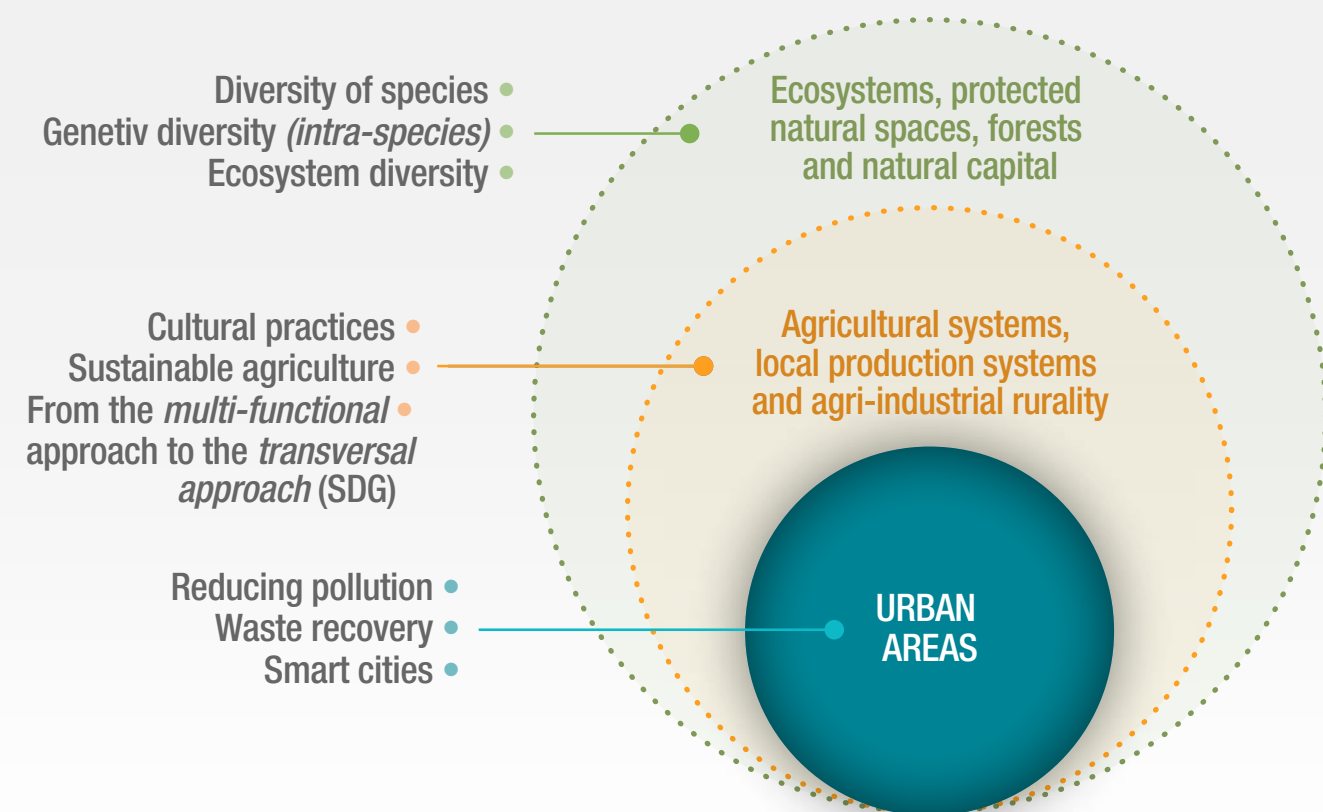 Diversity of species
Genetiv diversity (intra-species)
Ecosystem diversity
Ecosystems, protected
natural spaces, forests
and natural capital
Cultural practices
Sustainable agriculture
From the multi-functional
approach to the transversal
approach (SDG)
Agricultural systems,
local production systems
and agri-industrial rurality
Reducing pollution
Waste recovery
Smart cities
URBAN
AREAS